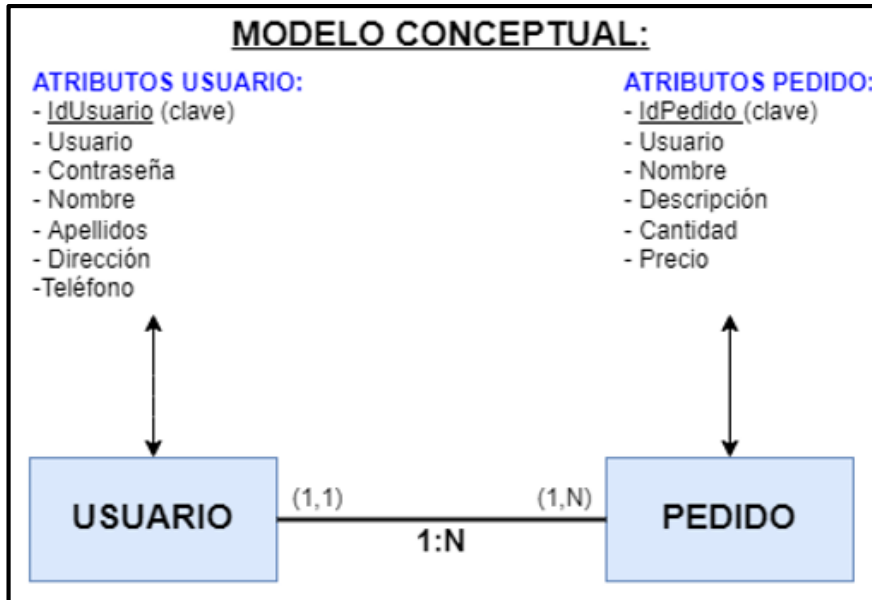 MODELO CONCEPTUAL:
ATRIBUTOS USUARIO:
- IdUsuario (clave)
- Usuario
- Contraseña
- Nombre
- Apellidos
- Dirección
-Teléfono
ATRIBUTOS PEDIDO:
- IdPedido (clave)
- Usuario
- Nombre
- Descripción
- Cantidad
- Precio
USUARIO
(1,1)
(1,N)
1:N
PEDIDO